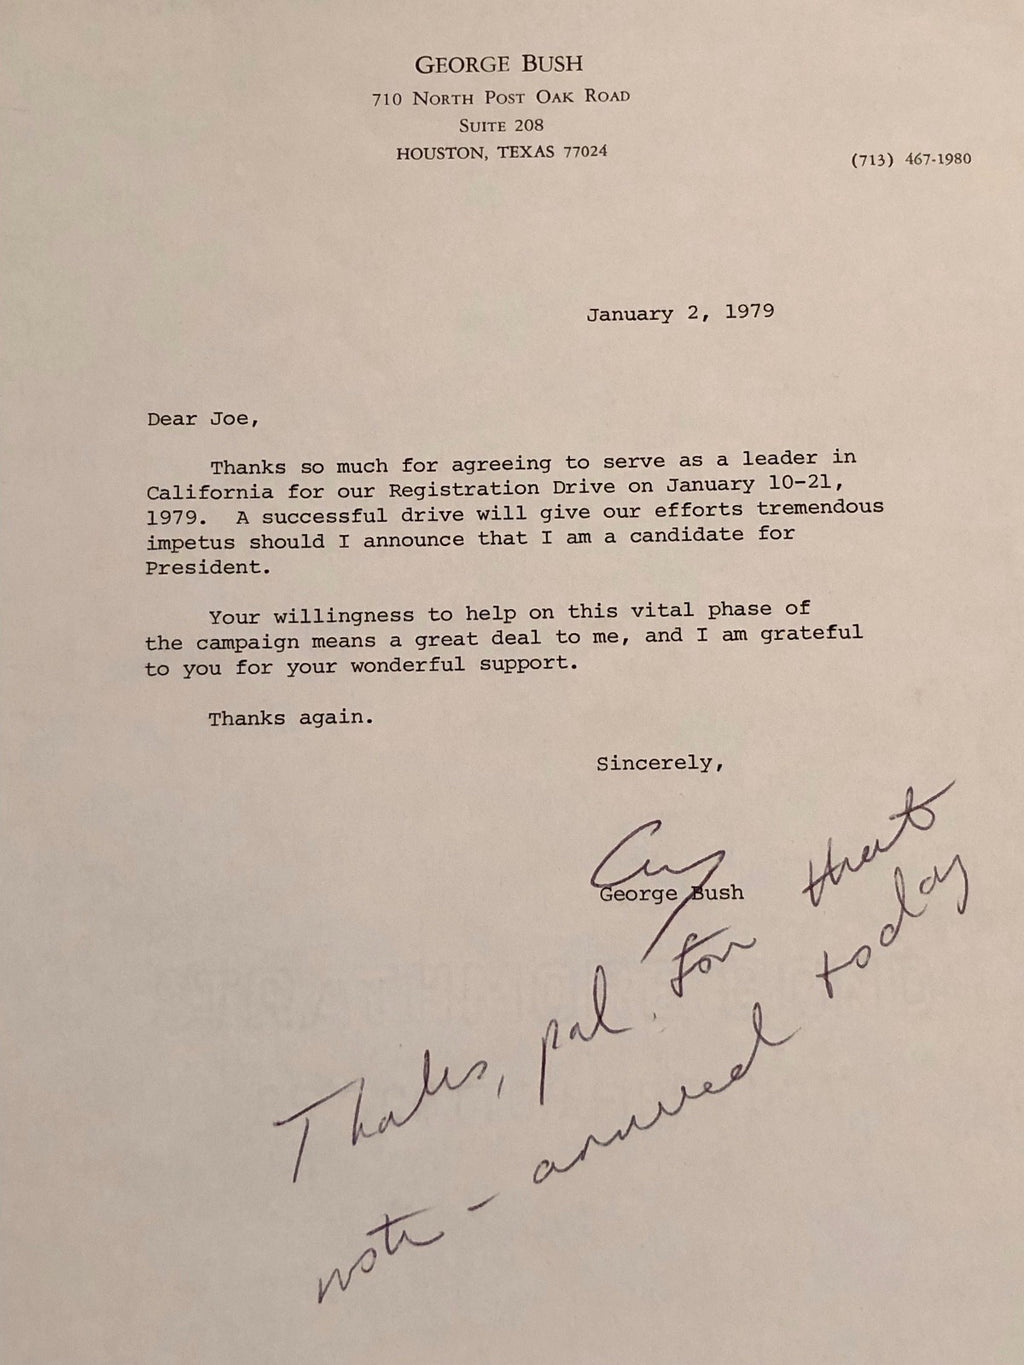 GEORGE BUSH
710 NORTH POST OAK ROAD
SUITE 208
HOUSTON, TEXAS 77024
(713) 467-1980
January 2, 1979
Dear Joe,
Thanks so much for agreeing to serve as a leader in
California for our Registration Drive on January 10-21,
1979. A successful drive will give our efforts tremendous
impetus should I announce that I am a candidate for
President.
Your willingness to help on this vital phase of
the campaign means a great deal to me, and I am grateful
to you for your wonderful support.
Thanks again.
Sincerely,
George Bush
Thanks, pal. for that
note - arrived today